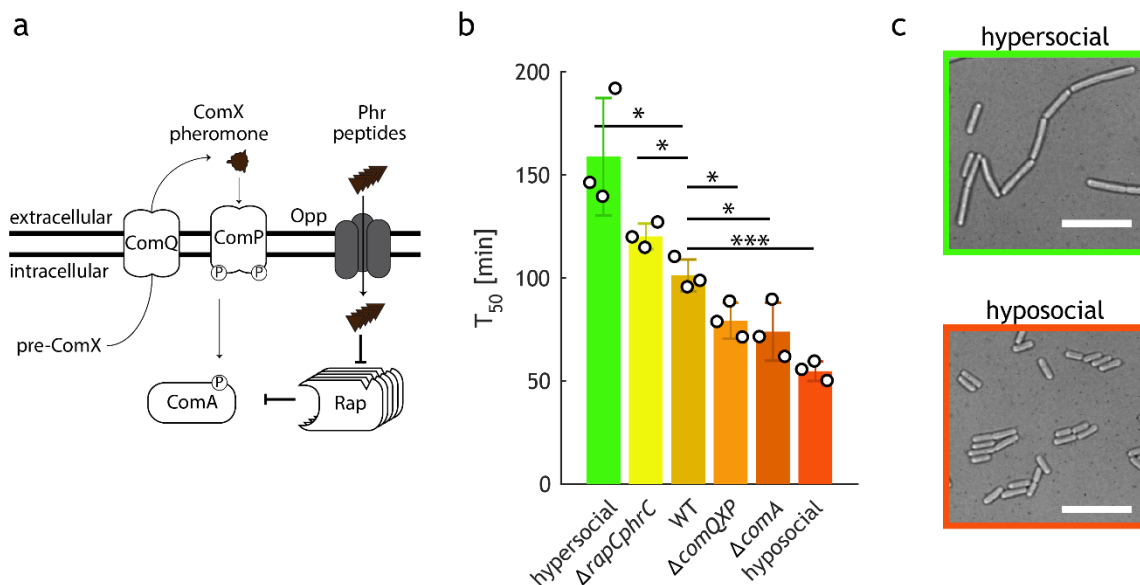 a
ComX
pheromone
Phr
peptides
Opp
extracellular
intracellular
ComQ
ComP
P
P
pre-ComX
P
ComA
Rap
b
T50 [min]
200
150
100
50
0
*
*
*
*
***
hypersocial
ΔrapCphrC
WT
ΔcomQXP
ΔcomA
hyposocial
c
hypersocial
hyposocial